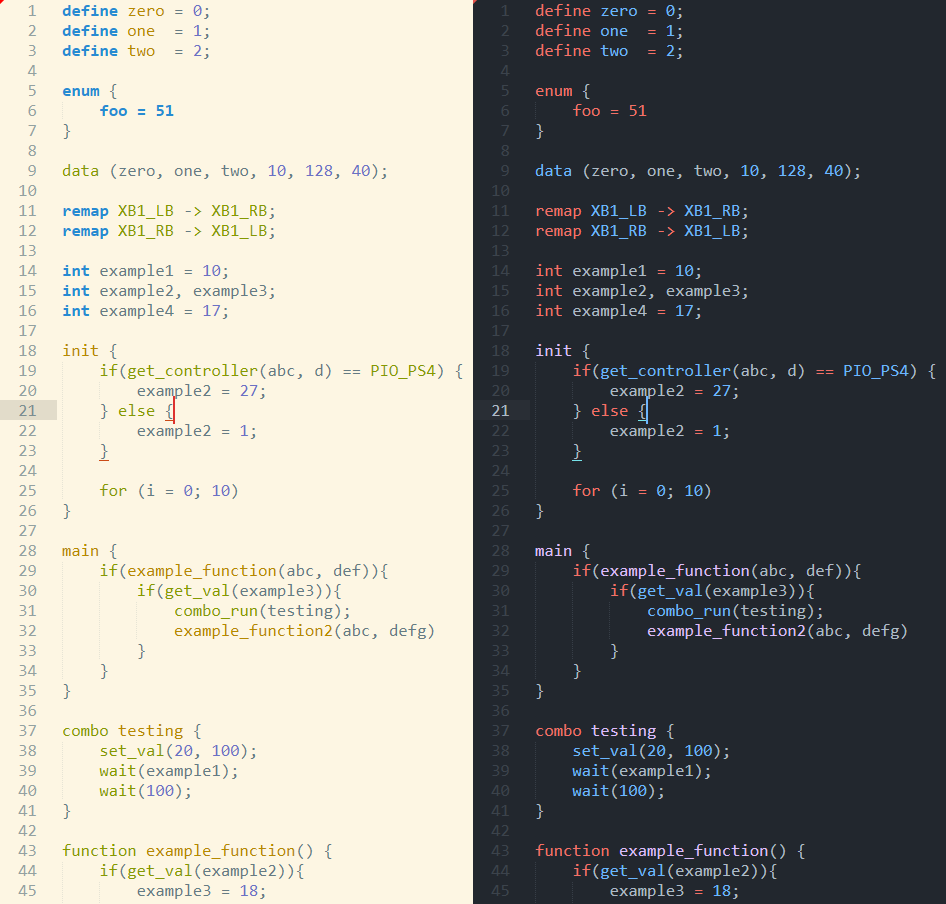 1 define zero = 0;
2 define one  = 1;
3 define two  = 2;
4
5 enum {
6     foo = 51
7 }
8
9 data (zero, one, two, 10, 128, 40);
10
11 remap XB1_LB -> XB1_RB;
12 remap XB1_RB -> XB1_LB;
13
14 int example1 = 10;
15 int example2, example3;
16 int example4 = 17;
17
18 init {
19     if(get_controller(abc, d) == PIO_PS4) {
20         example2 = 27;
21     } else {
22         example2 = 1;
23     }
24
25     for (i = 0; 10)
26 }
27
28 main {
29     if(example_function(abc, def)){
30         if(get_val(example3)){
31             combo_run(testing);
32             example_function2(abc, defg)
33         }
34     }
35 }
36
37 combo testing {
38     set_val(20, 100);
39     wait(example1);
40     wait(100);
41 }
42
43 function example_function() {
44     if(get_val(example2)){
45         example3 = 18;
1 define zero = 0;
2 define one  = 1;
3 define two  = 2;
4
5 enum {
6     foo = 51
7 }
8
9 data (zero, one, two, 10, 128, 40);
10
11 remap XB1_LB -> XB1_RB;
12 remap XB1_RB -> XB1_LB;
13
14 int example1 = 10;
15 int example2, example3;
16 int example4 = 17;
17
18 init {
19     if(get_controller(abc, d) == PIO_PS4) {
20         example2 = 27;
21     } else {
22         example2 = 1;
23     }
24
25     for (i = 0; 10)
26 }
27
28 main {
29     if(example_function(abc, def)){
30         if(get_val(example3)){
31             combo_run(testing);
32             example_function2(abc, defg)
33         }
34     }
35 }
36
37 combo testing {
38     set_val(20, 100);
39     wait(example1);
40     wait(100);
41 }
42
43 function example_function() {
44     if(get_val(example2)){
45         example3 = 18;